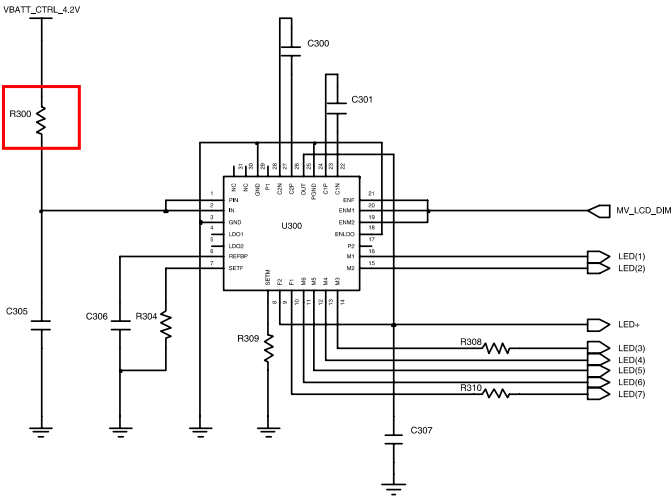 VBATT_CTRL_4.2V
C300
C301
R300
31
30
29
28
27
26
25
24
23
22
NC
NC
GND
P1
C2N
C2P
OUT
PGND
C1P
C1N
1 PIN ENF 21
2 IN ENM1 20
MV_LCD_DIM
3 GND ENM2 19
U300
4 LDO1 ENLDO 18
5 LDO2 P2 17
6 REFBP M1 16
LED(1)
7 SETF M2 15
LED(2)
SETM
F2
F1
M6
M5
M4
M3
8
9
10
11
12
13
14
C305
C306
R304
LED+
R309
R308
LED(3)
LED(4)
LED(5)
LED(6)
R310
LED(7)
C307